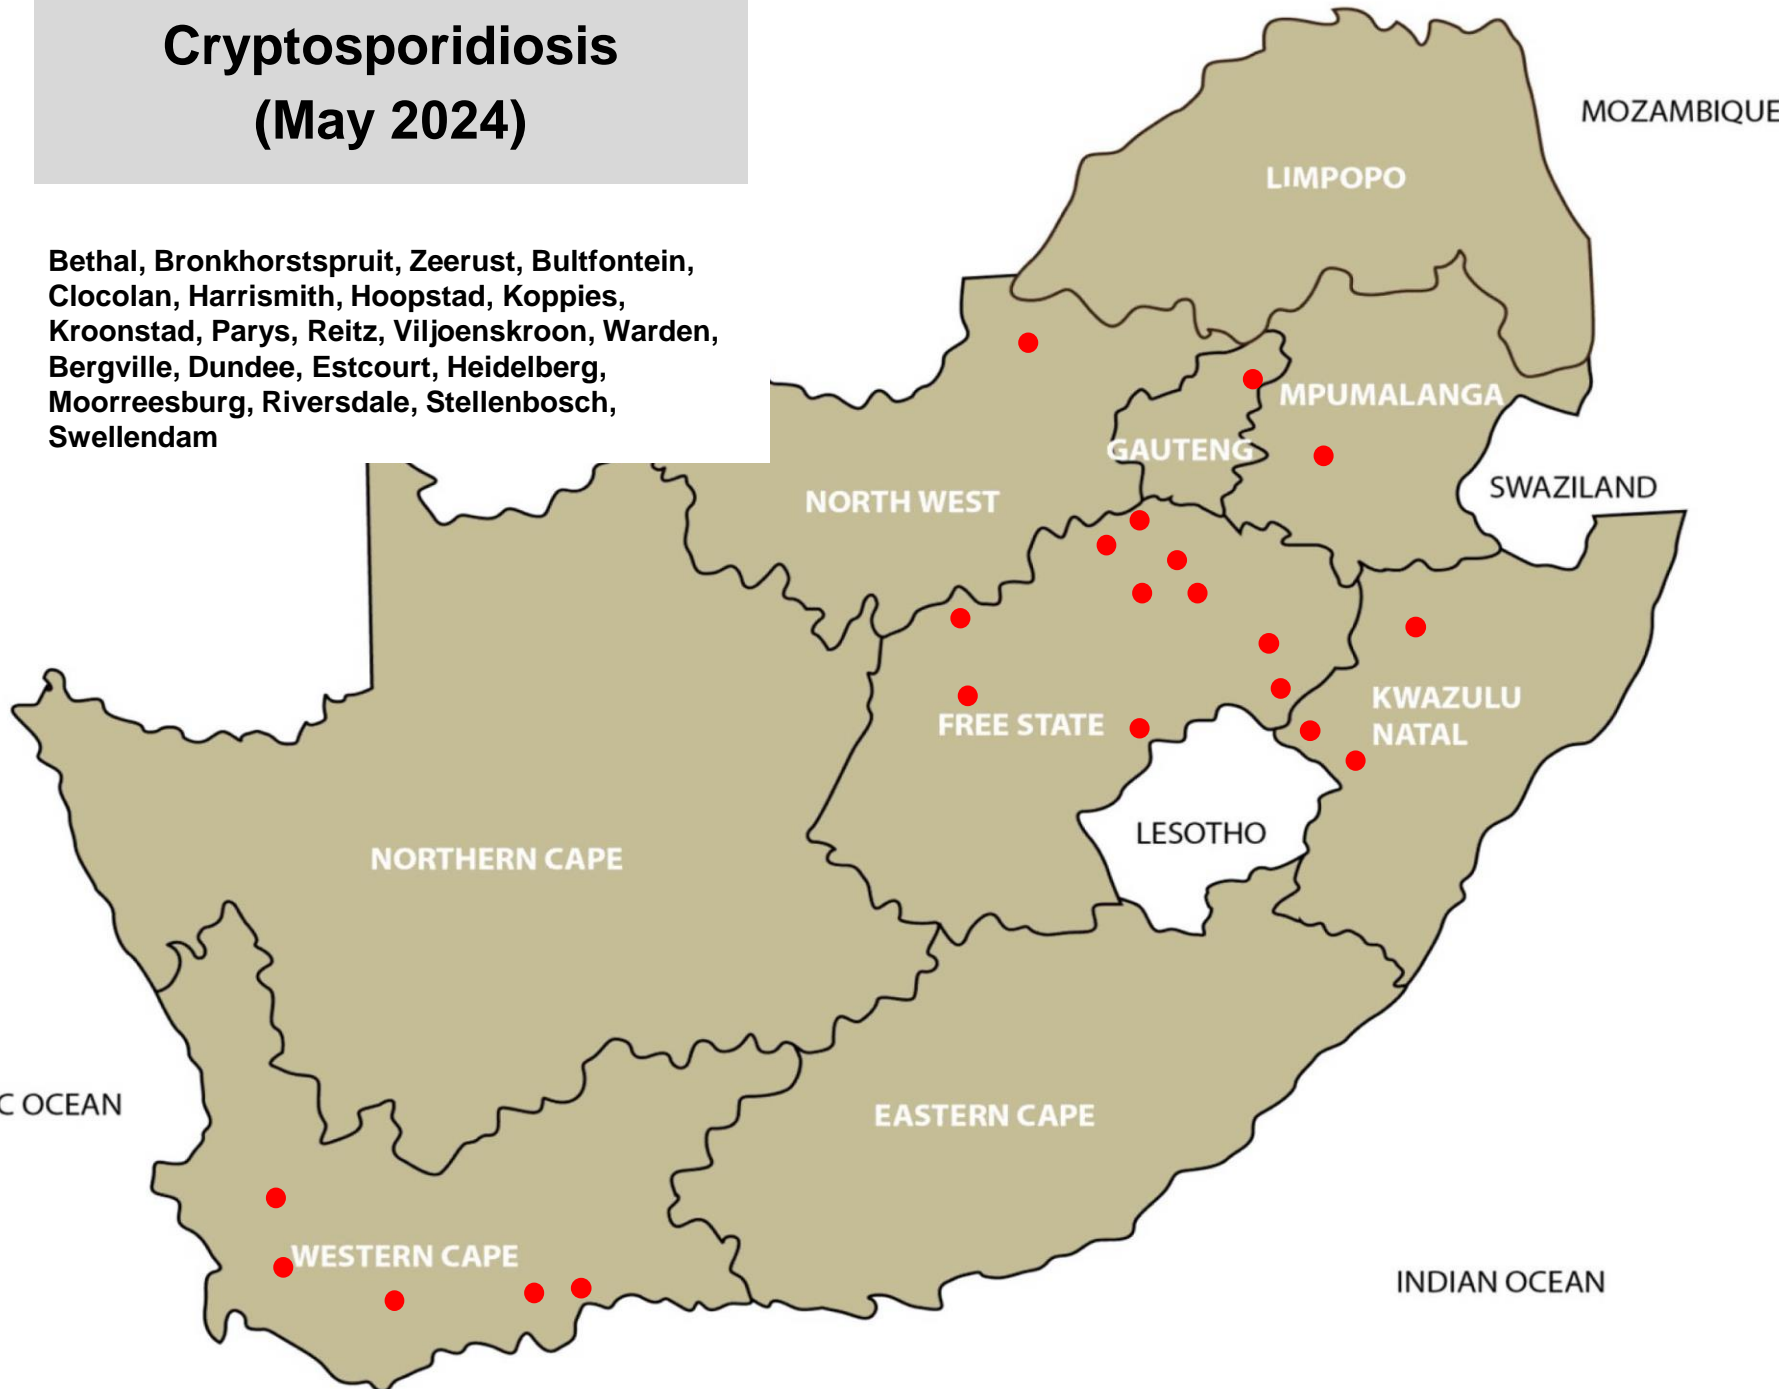 Cryptosporidiosis
(May 2024)
Bethal, Bronkhorstspruit, Zeerust, Bultfontein,
Clocolan, Harrismith, Hoopstad, Koppies,
Kroonstad, Parys, Reitz, Viljoenskroon, Warden,
Bergville, Dundee, Estcourt, Heidelberg,
Moorreesburg, Riversdale, Stellenbosch,
Swellendam
MOZAMBIQUE
LIMPOPO
MPUMALANGA
GAUTENG
SWAZILAND
NORTH WEST
KWAZULU
NATAL
FREE STATE
LESOTHO
NORTHERN CAPE
C OCEAN
EASTERN CAPE
WESTERN CAPE
INDIAN OCEAN